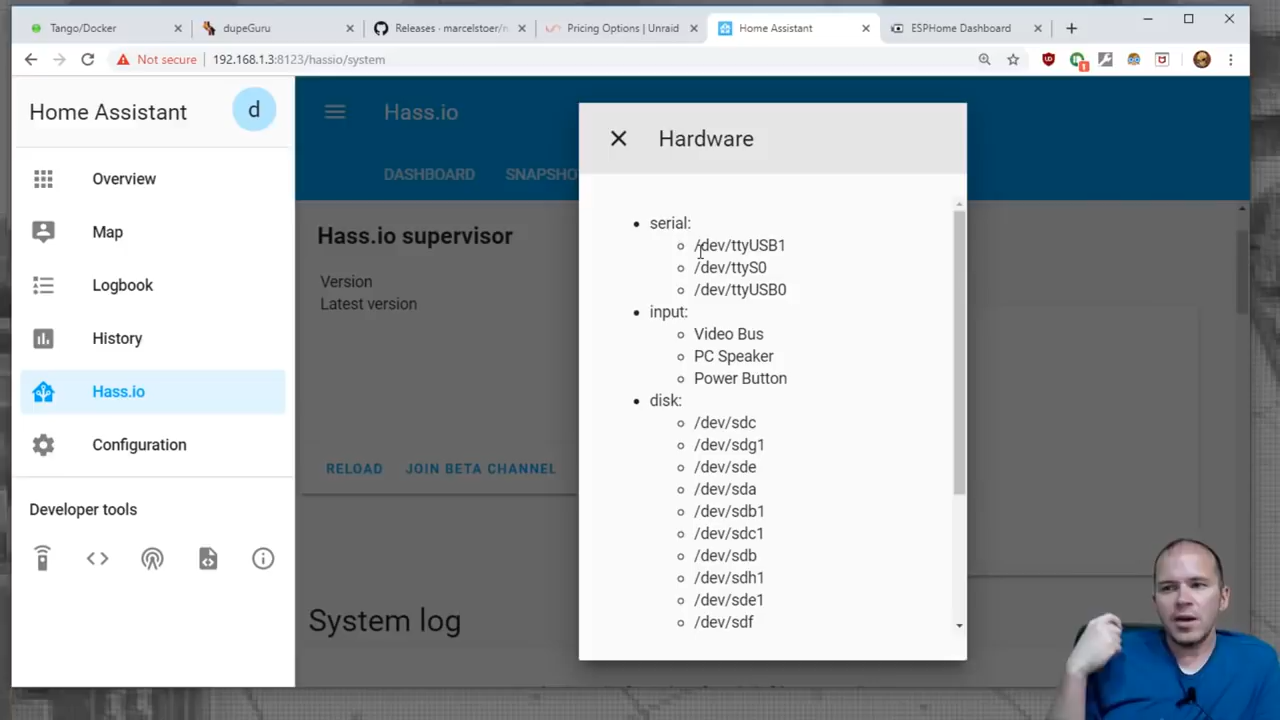 Tango/Docker
dupeGuru
Releases · marcelstoer/n
Pricing Options | Unraid
Home Assistant
ESPHome Dashboard
Not secure
192.168.1.3:8123/hassio/system
1
Home Assistant
d
Overview
Map
Logbook
History
Hass.io
Configuration
Developer tools
Hass.io
DASHBOARD
SNAPSHO
Hass.io supervisor
Version
Latest version
RELOAD
JOIN BETA CHANNEL
System log
Hardware
serial:
/dev/ttyUSB1
/dev/ttyS0
/dev/ttyUSB0
input:
Video Bus
PC Speaker
Power Button
disk:
/dev/sdc
/dev/sdg1
/dev/sde
/dev/sda
/dev/sdb1
/dev/sdc1
/dev/sdb
/dev/sdh1
/dev/sde1
/dev/sdf